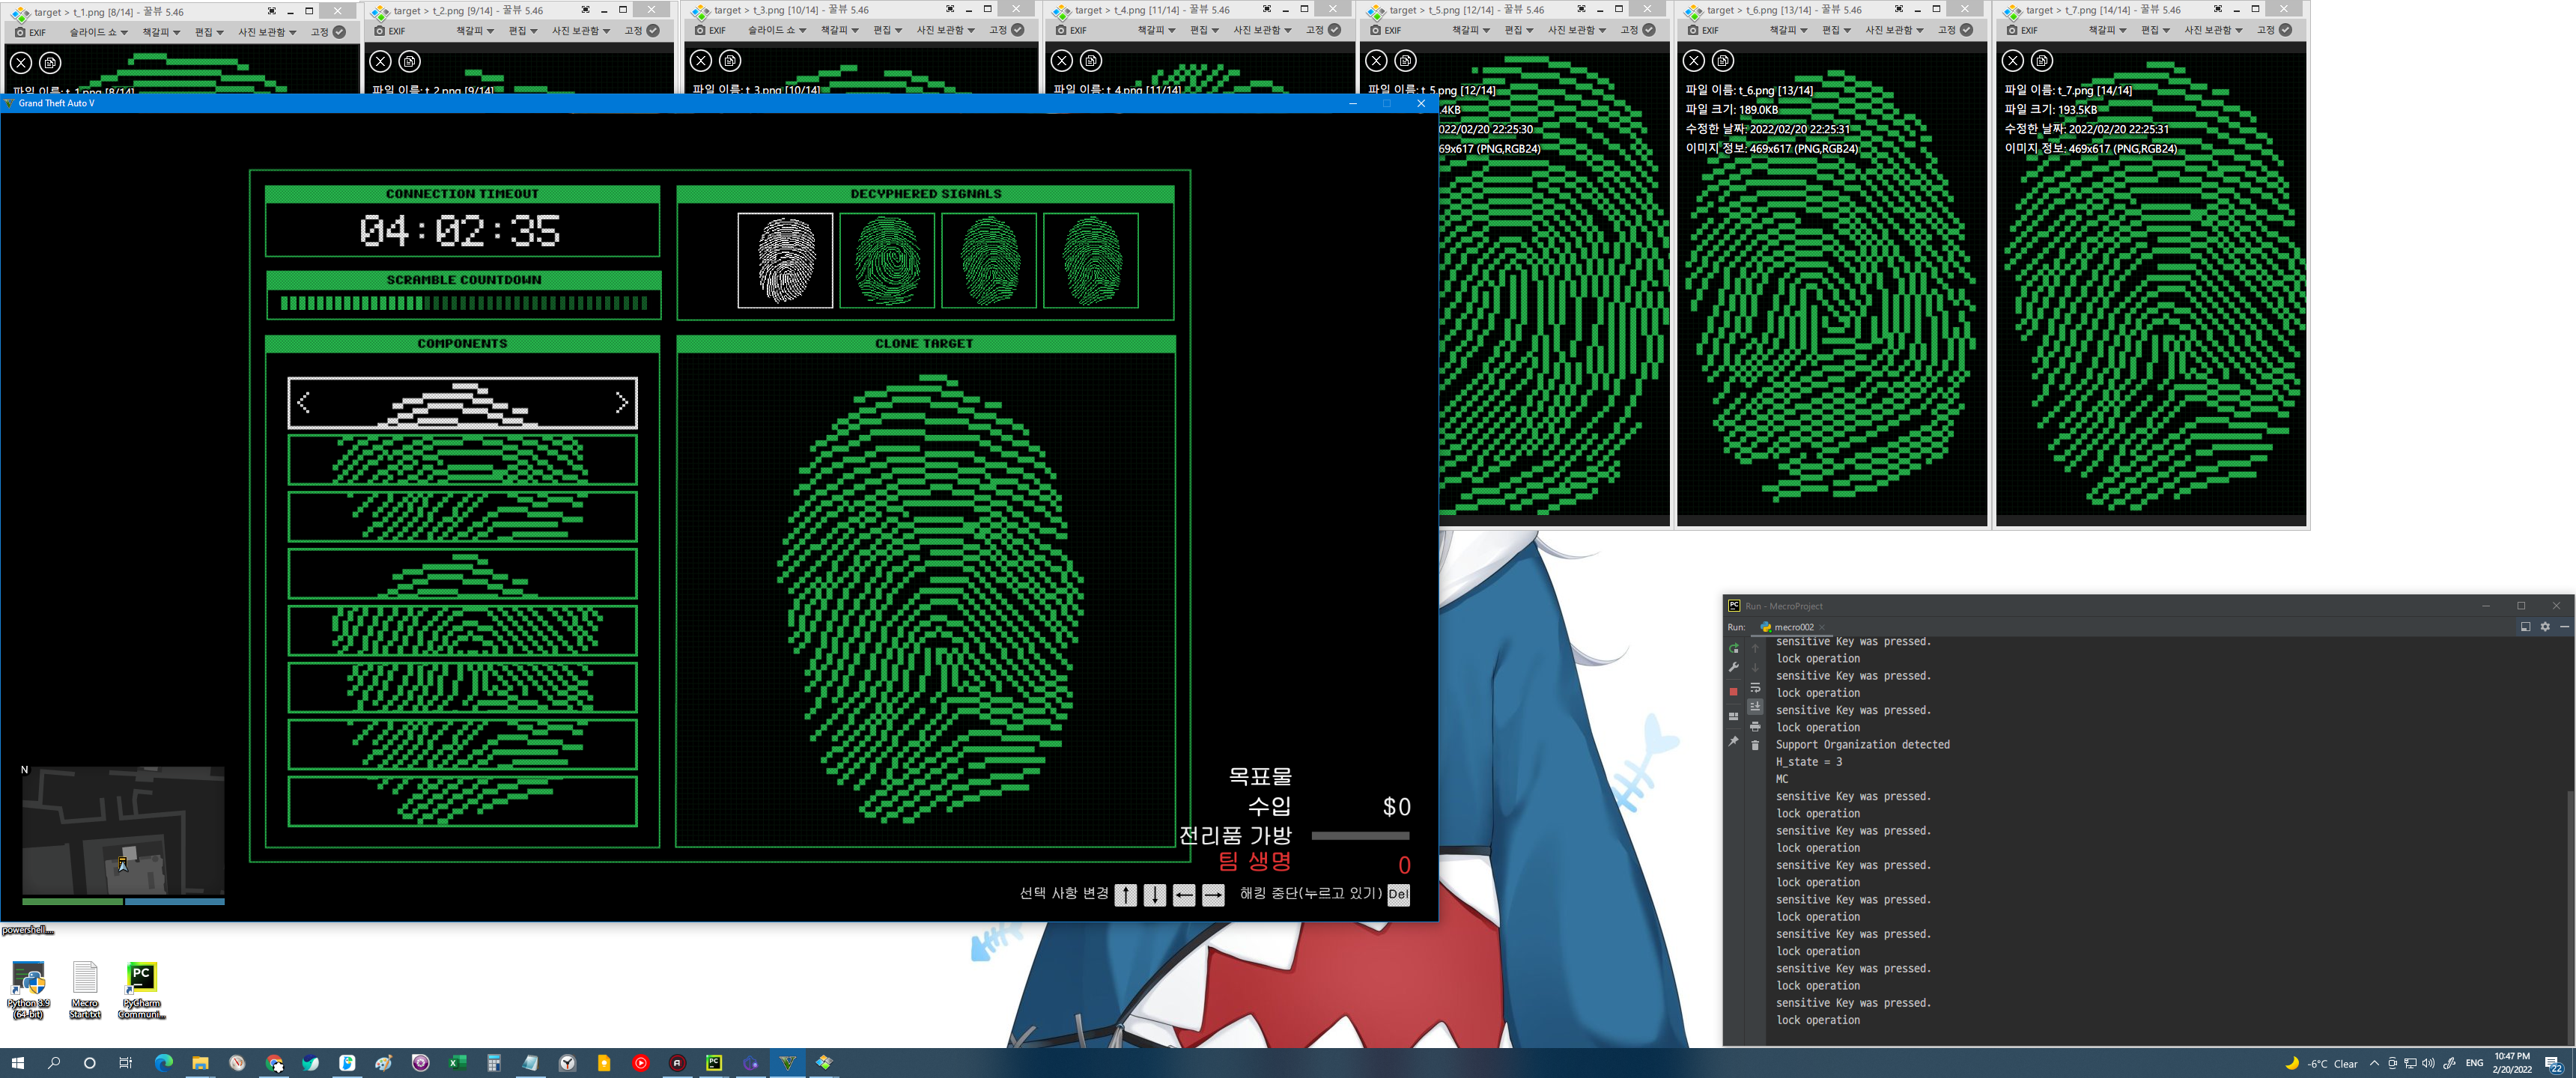 target > t_1.png [8/14] - 꿀뷰 5.46
EXIF 슬라이드 쇼 책갈피 편집 사진 보관함 고정
파일 이름: t_1.png [8/14]
target > t_2.png [9/14] - 꿀뷰 5.46
EXIF 책갈피 편집 사진 보관함 고정
파일 이름: t_2.png [9/14]
target > t_3.png [10/14] - 꿀뷰 5.46
EXIF 슬라이드 쇼 책갈피 편집 사진 보관함 고정
파일 이름: t_3.png [10/14]
target > t_4.png [11/14] - 꿀뷰 5.46
EXIF 책갈피 편집 사진 보관함 고정
파일 이름: t_4.png [11/14]
target > t_5.png [12/14] - 꿀뷰 5.46
EXIF 책갈피 편집 사진 보관함 고정
파일 이름: t_5.png [12/14]
.4KB
022/02/20 22:25:30
69x617 (PNG,RGB24)
target > t_6.png [13/14] - 꿀뷰 5.46
EXIF 책갈피 편집 사진 보관함 고정
파일 이름: t_6.png [13/14]
파일 크기: 189.0KB
수정한 날짜: 2022/02/20 22:25:31
이미지 정보: 469x617 (PNG,RGB24)
target > t_7.png [14/14] - 꿀뷰 5.46
EXIF 책갈피 편집 사진 보관함 고정
파일 이름: t_7.png [14/14]
파일 크기: 193.5KB
수정한 날짜: 2022/02/20 22:25:31
이미지 정보: 469x617 (PNG,RGB24)
Grand Theft Auto V
CONNECTION TIMEOUT
04:02:35
SCRAMBLE COUNTDOWN
COMPONENTS
DECYPHERED SIGNALS
CLONE TARGET
N
목표물
수입 $0
전리품 가방
팀 생명 0
선택 사항 변경 ↑ ↓ ← → 해킹 중단(누르고 있기) Del
PC Run - MecroProject
Run: mecro002
sensitive Key was pressed.
lock operation
sensitive Key was pressed.
lock operation
sensitive Key was pressed.
lock operation
Support Organization detected
H_state = 3
MC
sensitive Key was pressed.
lock operation
sensitive Key was pressed.
lock operation
sensitive Key was pressed.
lock operation
sensitive Key was pressed.
lock operation
sensitive Key was pressed.
lock operation
sensitive Key was pressed.
lock operation
sensitive Key was pressed.
lock operation
powershell....
Python 3.9 (64-bit)
Mecro Start.txt
PC
PyCharm Communi...
-6°C Clear
ENG
10:47 PM
2/20/2022
22